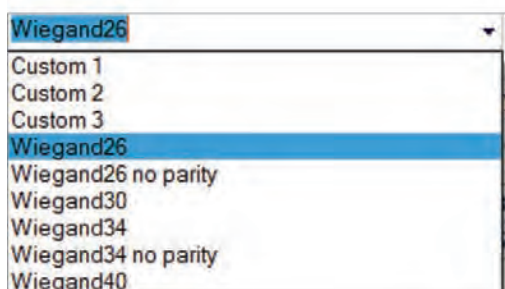 Wiegand26
Custom 1
Custom 2
Custom 3
Wiegand26
Wiegand26 no parity
Wiegand30
Wiegand34
Wiegand34 no parity
Wiegand40